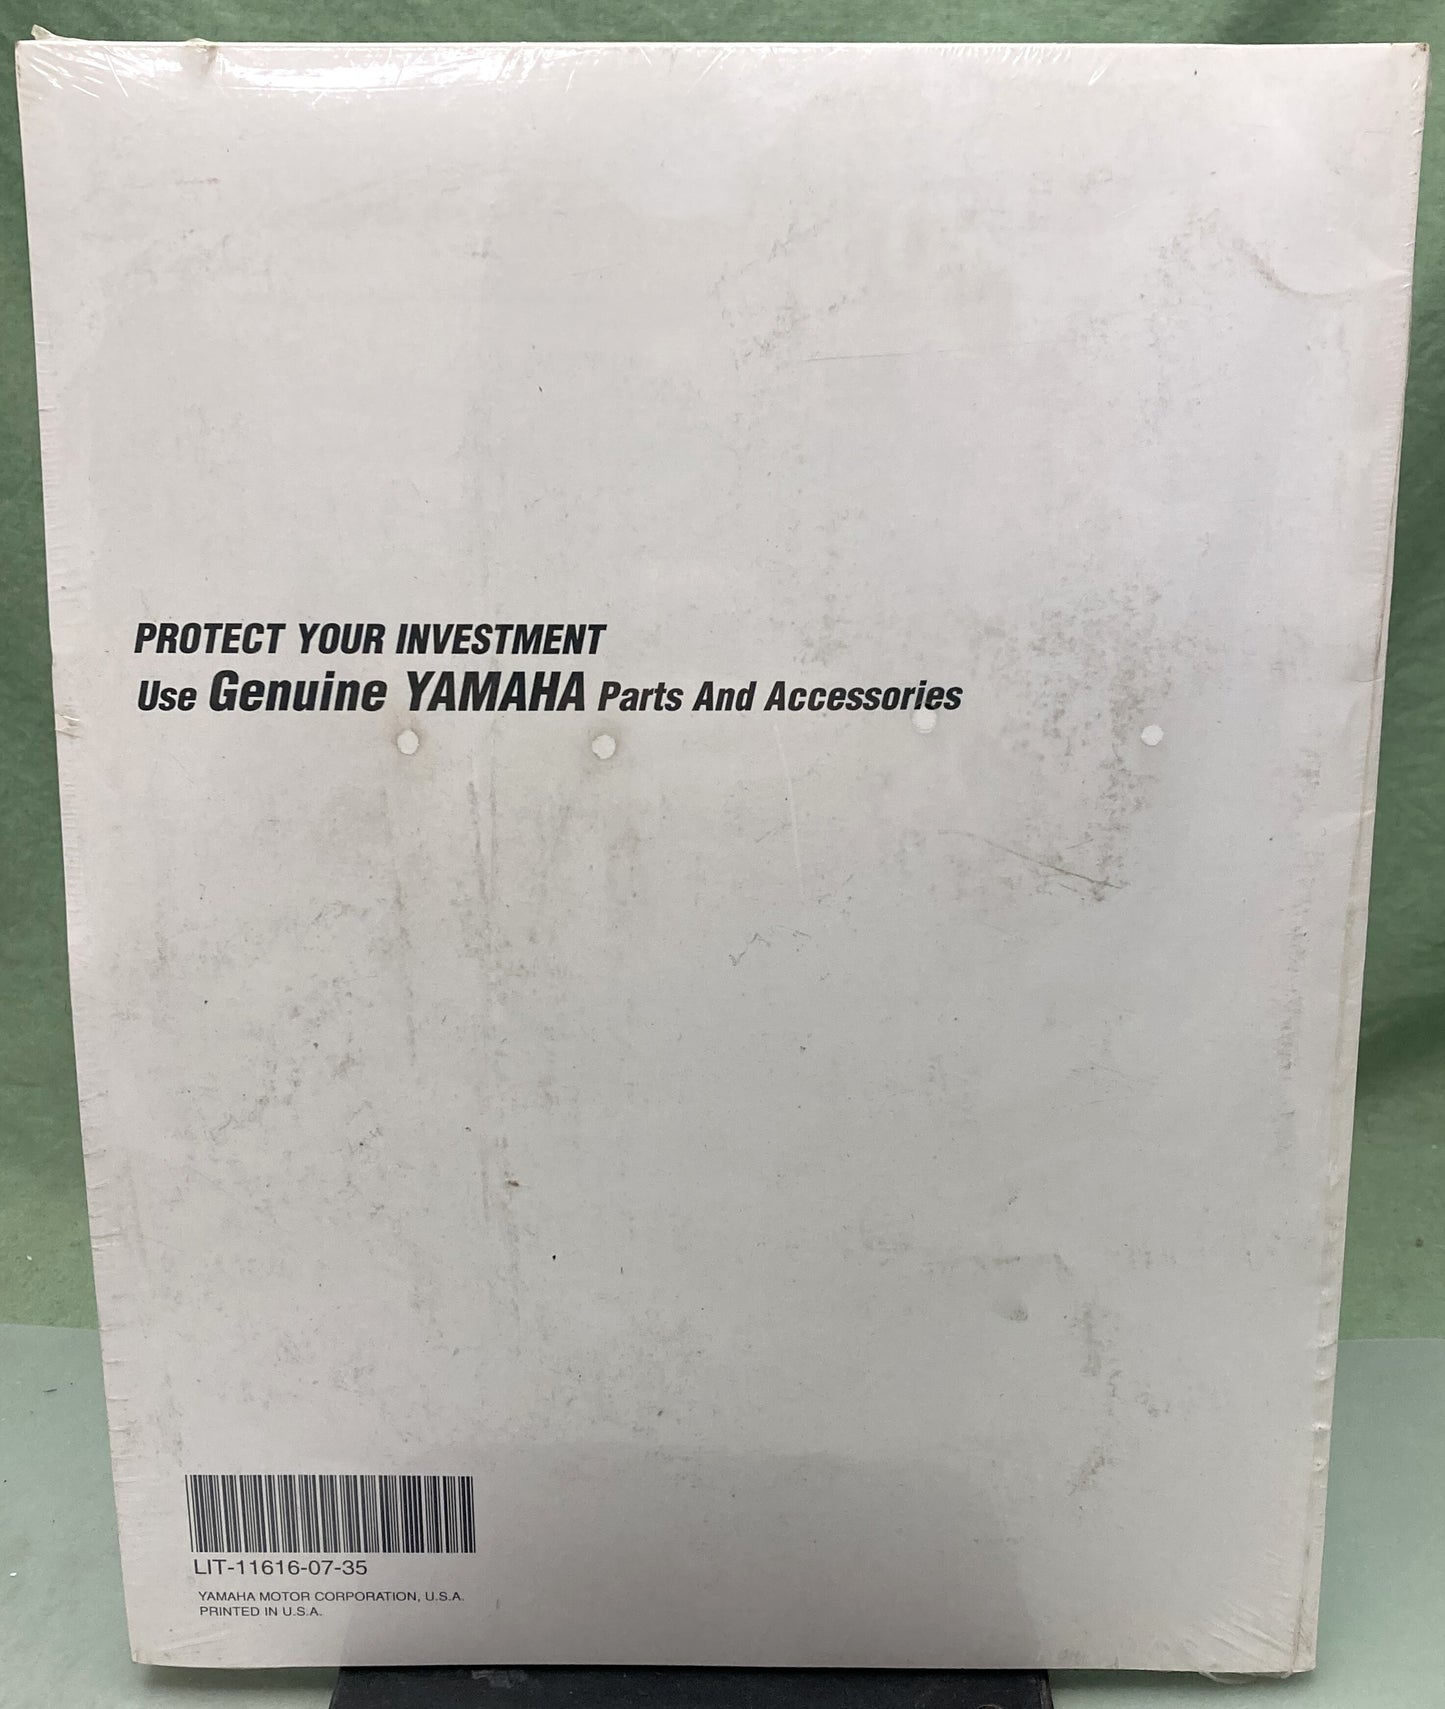 PROTECT YOUR INVESTMENT
Use Genuine YAMAHA Parts And Accessories
LIT-11616-07-35
YAMAHA MOTOR CORPORATION, U.S.A.
PRINTED IN U.S.A.